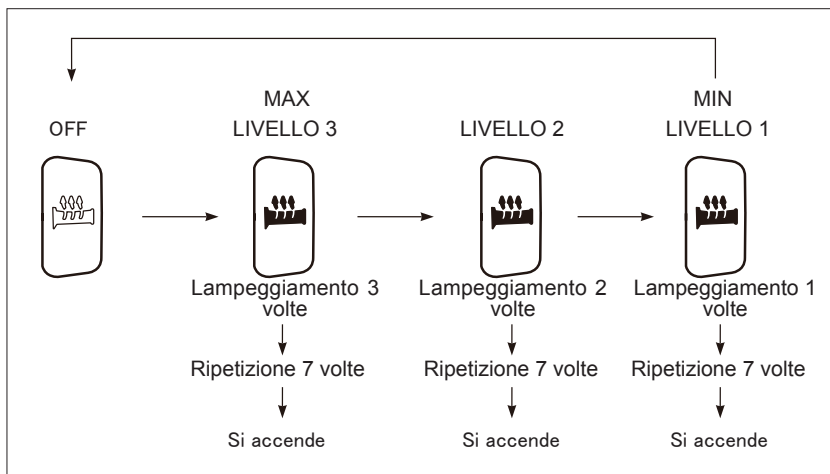 MAX
MIN
OFF
LIVELLO 3
LIVELLO 2
LIVELLO 1
Lampeggiamento 3
volte
Lampeggiamento 2
volte
Lampeggiamento 1
volte
Ripetizione 7 volte
Ripetizione 7 volte
Ripetizione 7 volte
Si accende
Si accende
Si accende